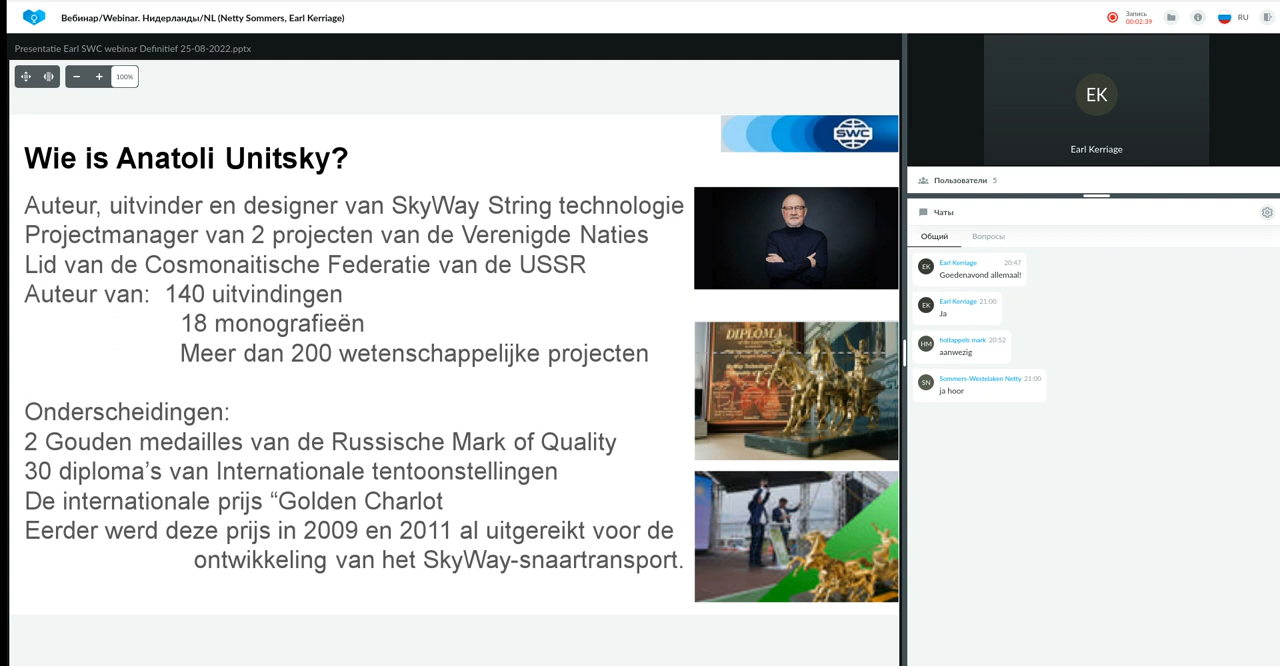 Вебинар/Webinar. Нидерланды/NL (Netty Sommers, Earl Kerriage)
Запись
00:02:39
RU
Presentatie Earl SWC webinar Definitief 25-08-2022.pptx
100%
SWC
Wie is Anatoli Unitsky?
Auteur, uitvinder en designer van SkyWay String technologie
Projectmanager van 2 projecten van de Verenigde Naties
Lid van de Cosmonaitische Federatie van de USSR
Auteur van: 140 uitvindingen
18 monografieën
Meer dan 200 wetenschappelijke projecten
Onderscheidingen:
2 Gouden medailles van de Russische Mark of Quality
30 diploma’s van Internationale tentoonstellingen
De internationale prijs “Golden Charlot
Eerder werd deze prijs in 2009 en 2011 al uitgereikt voor de
ontwikkeling van het SkyWay-snaartransport.
DIPLOMA
EK
Earl Kerriage
Пользователи 5
Чаты
Общий
Вопросы
EK
Earl Kerriage 20:47
Goedenavond allemaal!
EK
Earl Kerriage 21:00
Ja
HM
holtappels mark 20:52
aanwezig
SN
Sommers-Westelaken Netty 21:00
ja hoor